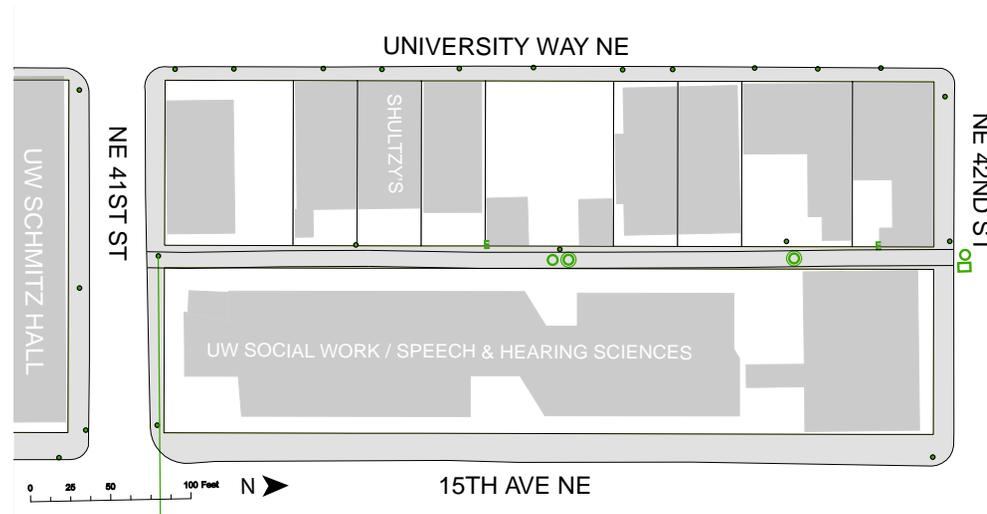 UNIVERSITY WAY NE
SHULTZY'S
NE 41ST ST
NE 42ND ST
UW SCHMITZ HALL
E
E
UW SOCIAL WORK / SPEECH & HEARING SCIENCES
0 25 50 100 Feet
N
15TH AVE NE